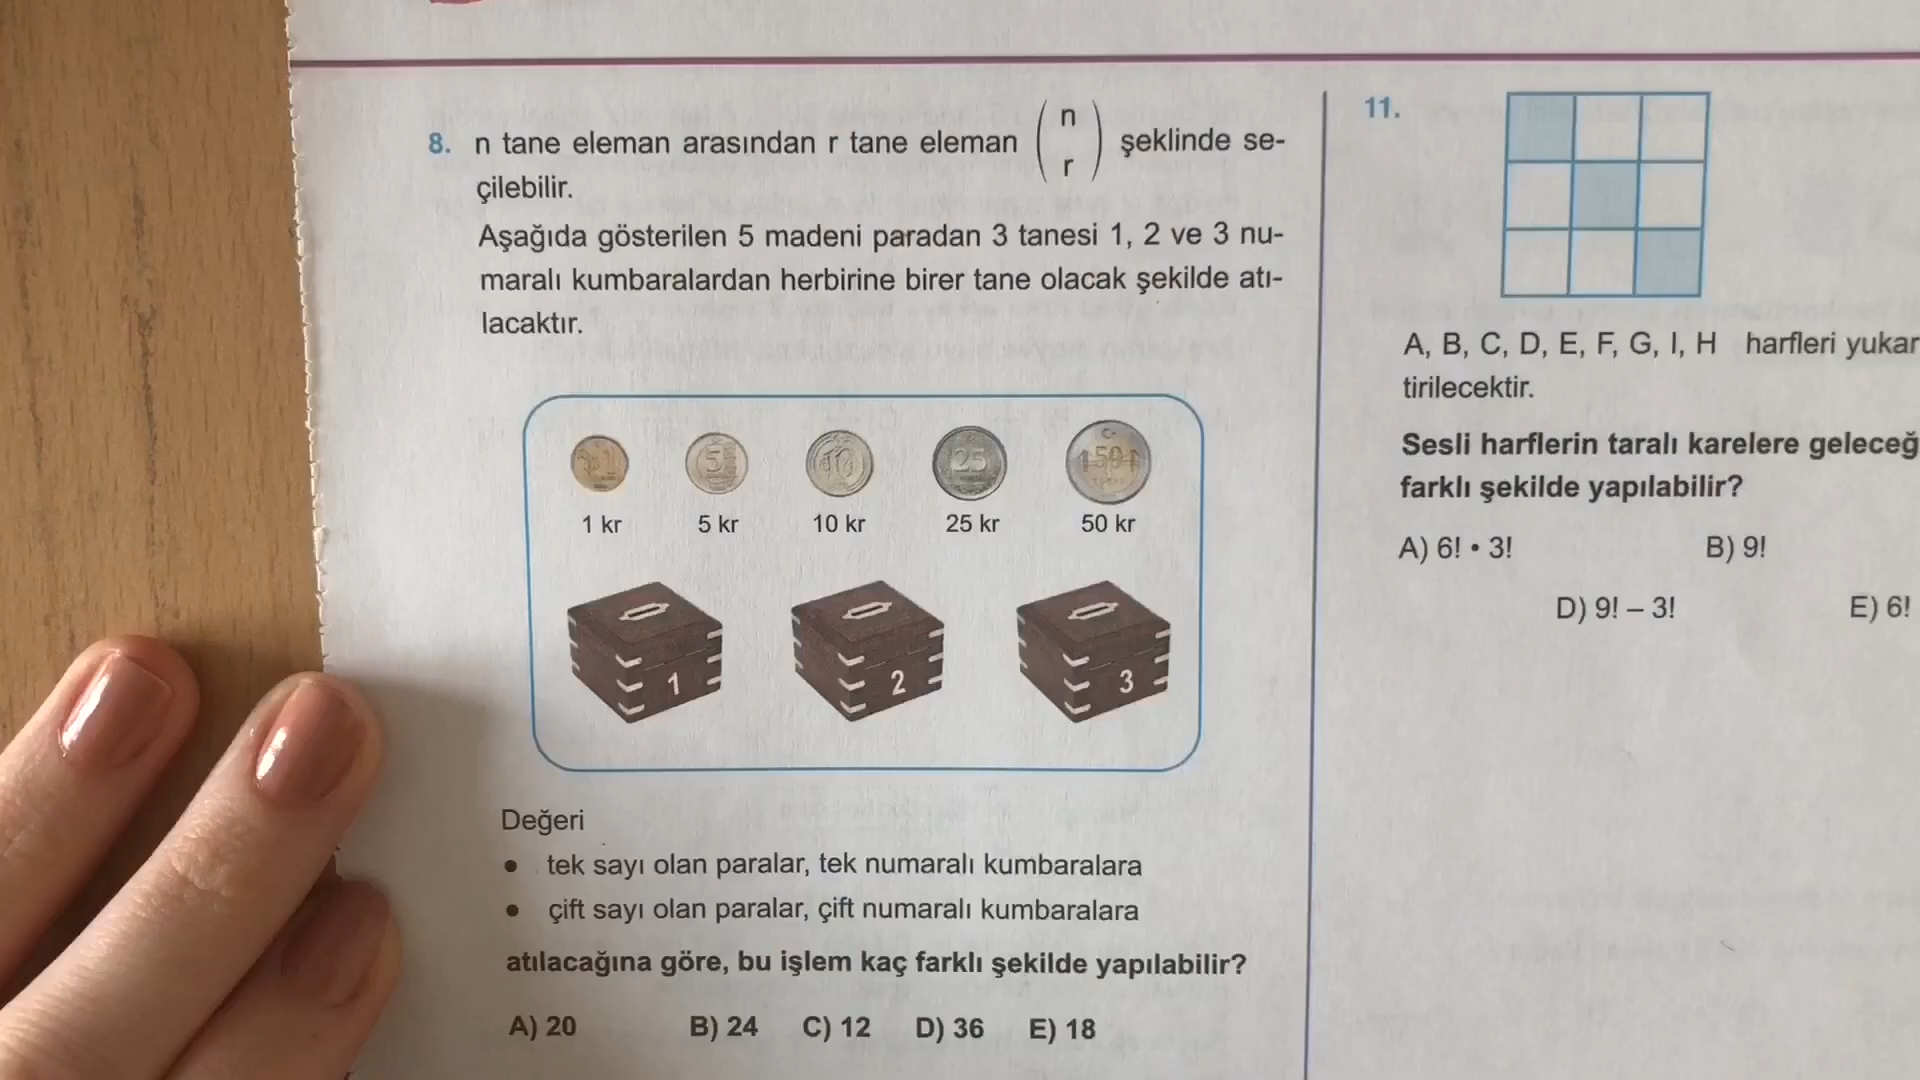 8. n tane eleman arasından r tane eleman (n r) şeklinde se-
çilebilir.
Aşağıda gösterilen 5 madeni paradan 3 tanesi 1, 2 ve 3 nu-
maralı kumbaralardan herbirine birer tane olacak şekilde atı-
lacaktır.
5 10 25 50
1 kr 5 kr 10 kr 25 kr 50 kr
1 2 3
Değeri
• tek sayı olan paralar, tek numaralı kumbaralara
• çift sayı olan paralar, çift numaralı kumbaralara
atılacağına göre, bu işlem kaç farklı şekilde yapılabilir?
A) 20 B) 24 C) 12 D) 36 E) 18
11.
A, B, C, D, E, F, G, I, H harfleri yukar
tirilecektir.
Sesli harflerin taralı karelere geleceğ
farklı şekilde yapılabilir?
A) 6! • 3! B) 9!
D) 9! – 3! E) 6!